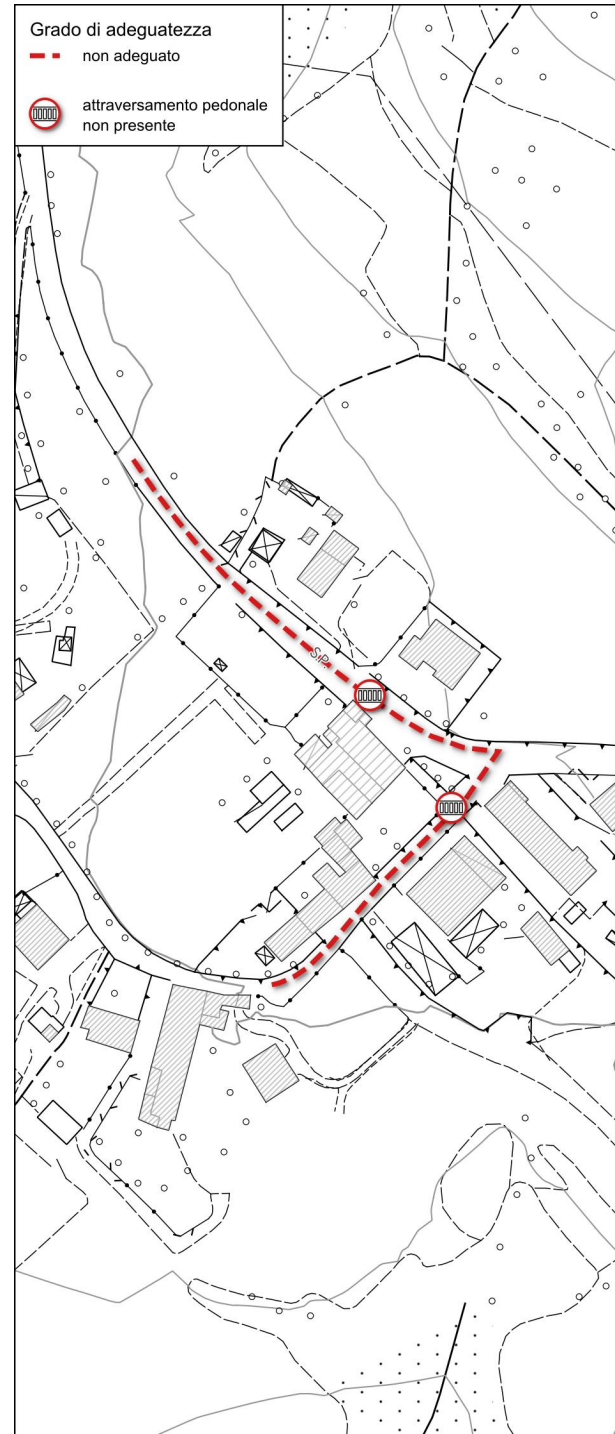 Grado di adeguatezza
non adeguato
attraversamento pedonale
non presente
S.P.